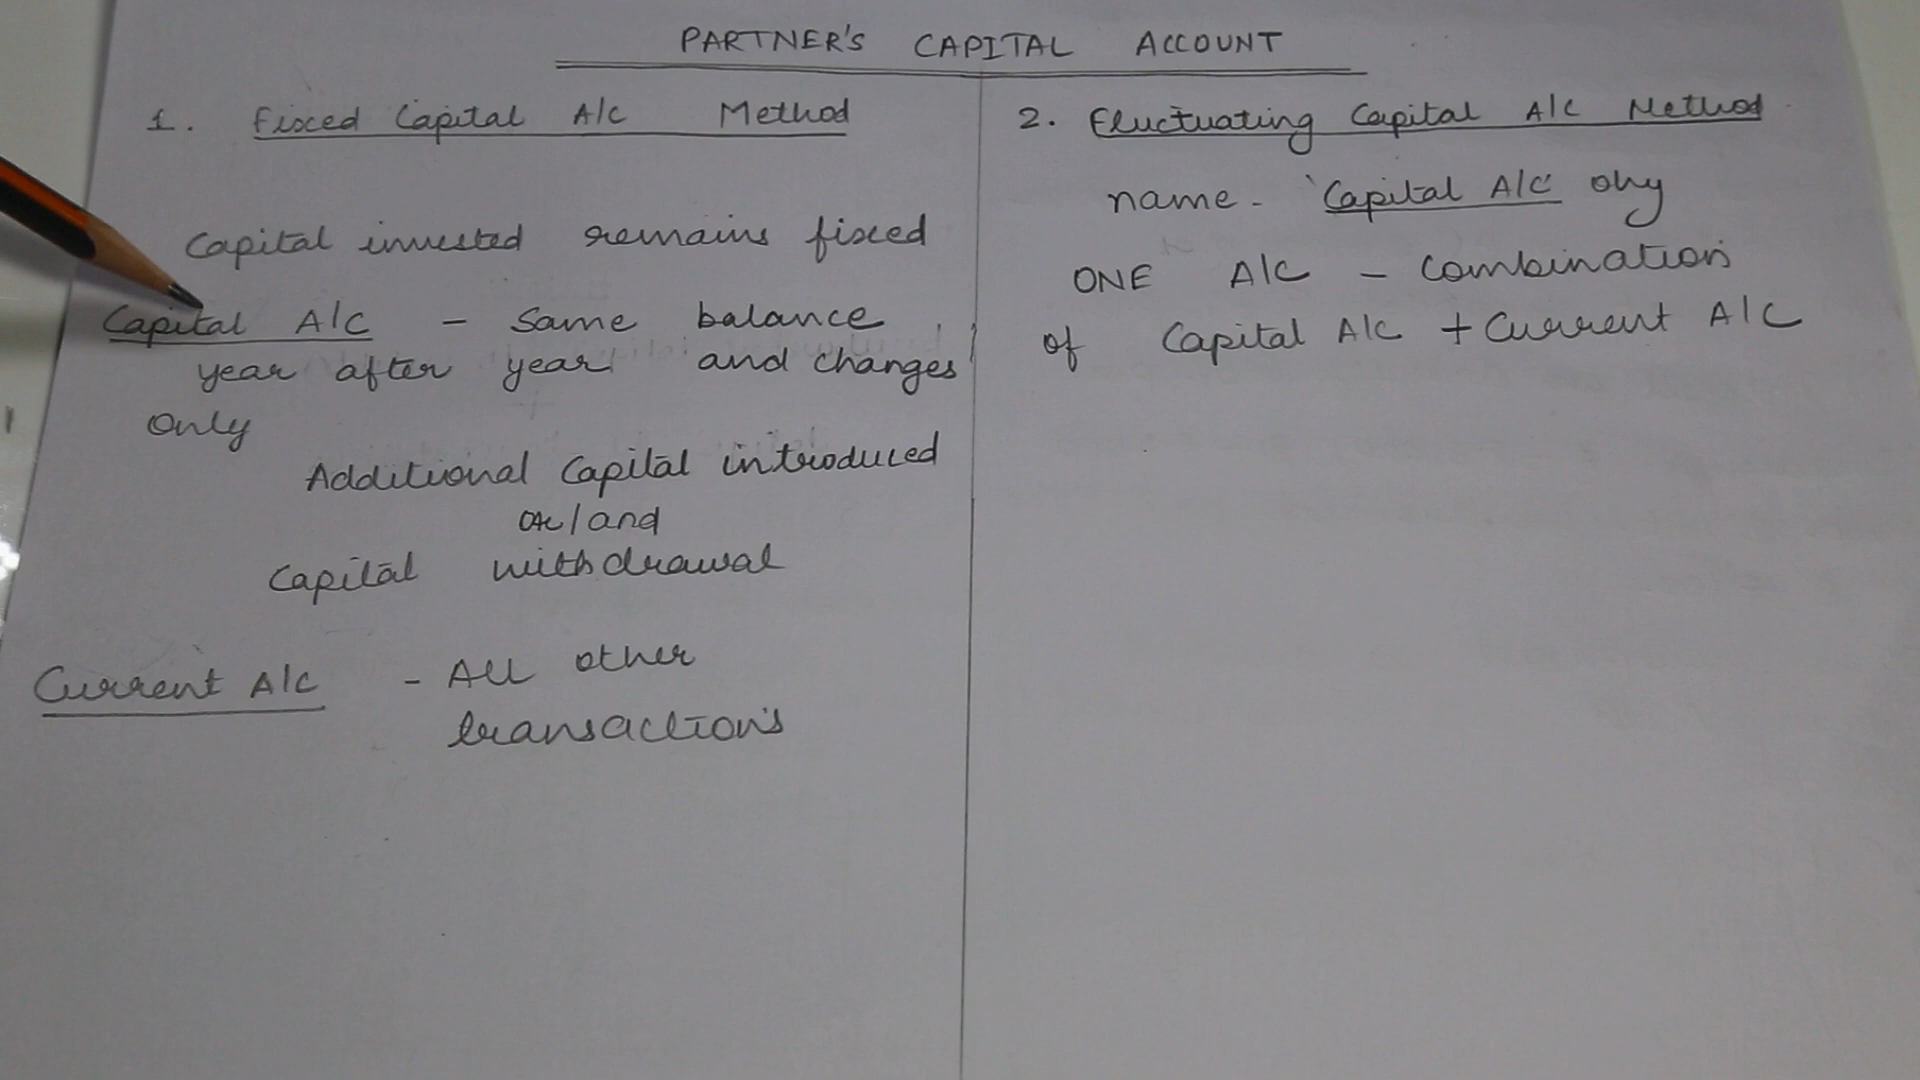 PARTNER'S CAPITAL ACCOUNT
1. Fixed Capital A/c Method
Capital invested remains fixed
Capital A/C - Same balance
year after year and changes
only
Additional Capital introduced
or/and
Capital withdrawal
Current A/C - All other
transactions
2. Fluctuating Capital A/C Method
name - 'Capital A/C' only
ONE A/C - Combination
of Capital A/c + Current A/C